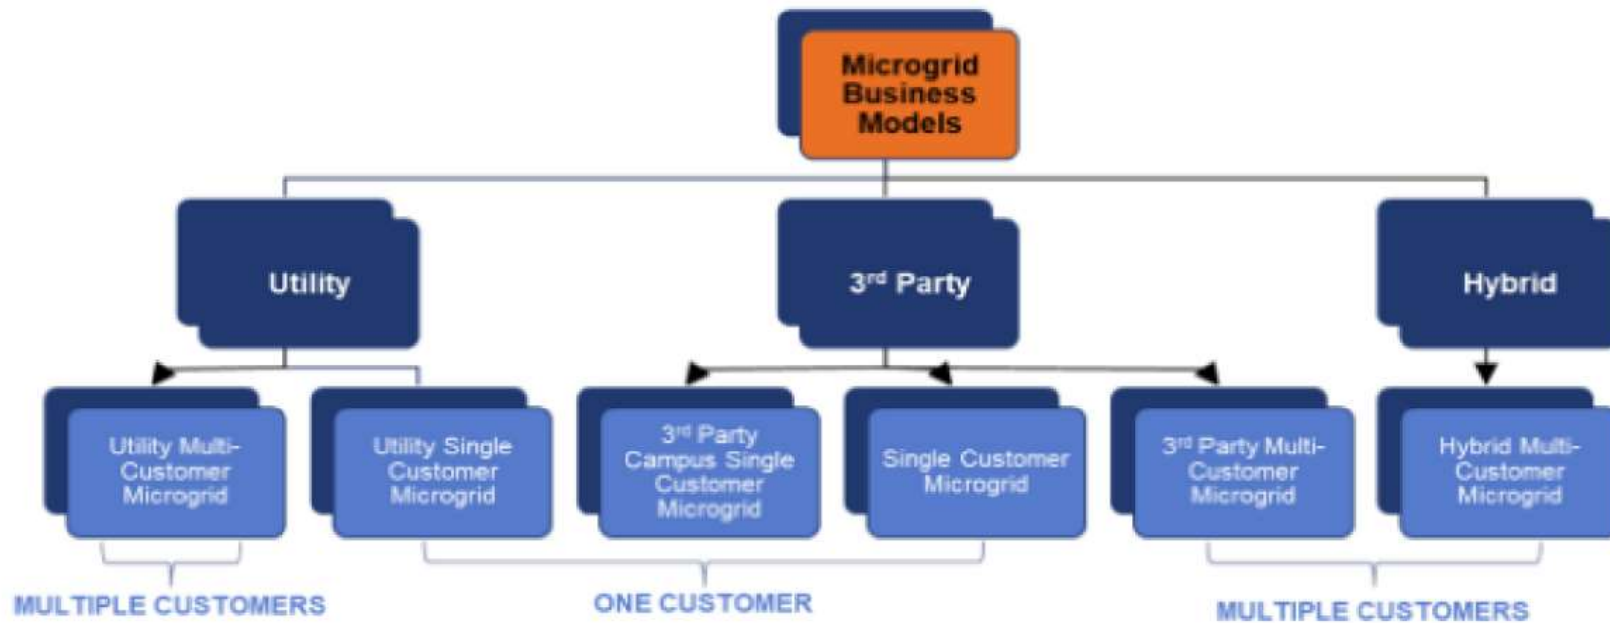 Microgrid
Business
Models
Utility
3rd Party
Hybrid
Utility Multi-
Customer
Microgrid
Utility Single
Customer
Microgrid
3rd Party
Campus Single
Customer
Microgrid
Single Customer
Microgrid
3rd Party Multi-
Customer
Microgrid
Hybrid Multi-
Customer
Microgrid
MULTIPLE CUSTOMERS
ONE CUSTOMER
MULTIPLE CUSTOMERS